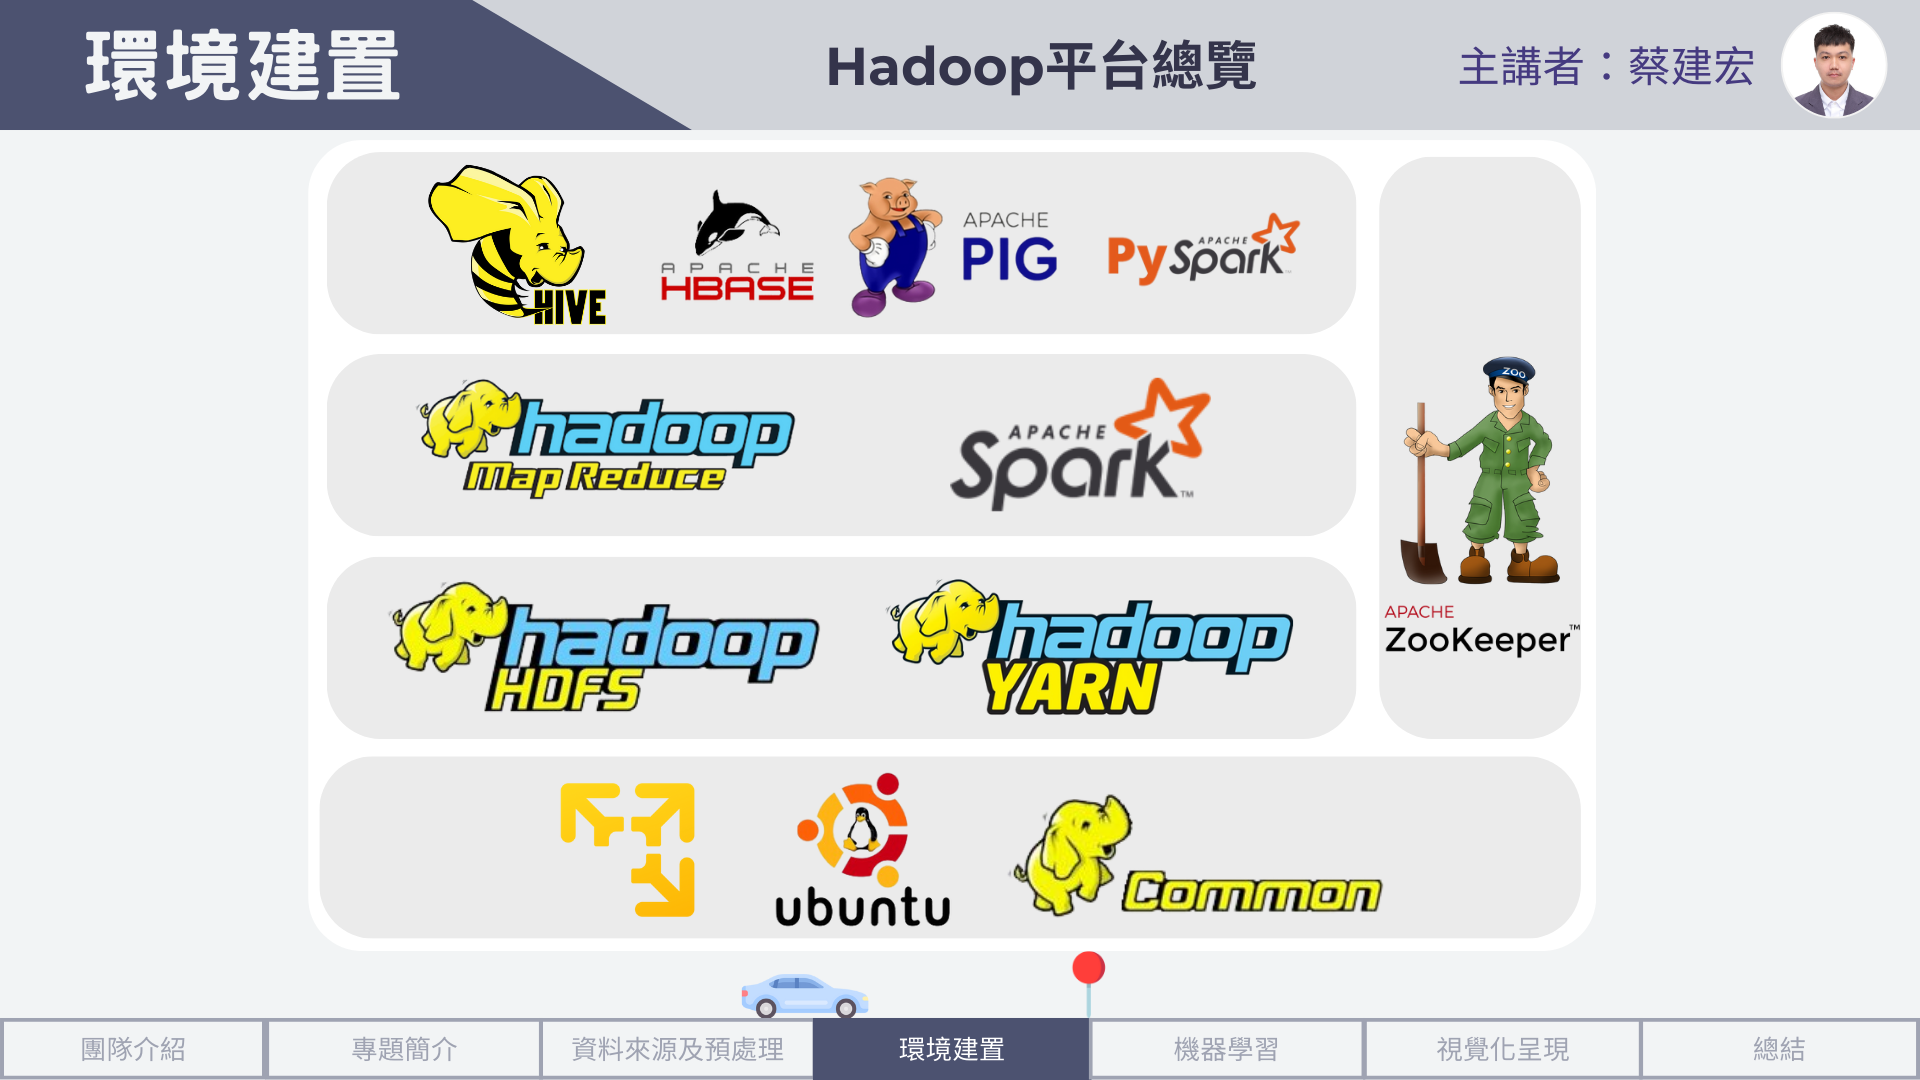 環境建置
Hadoop平台總覽
主講者：蔡建宏
HIVE
APACHE
HBASE
APACHE
PIG
APACHE
PySpark
hadoop
Map Reduce
APACHE
Spark™
ZOO
APACHE
ZooKeeper™
hadoop
HDFS
hadoop
YARN
ubuntu
Common
團隊介紹
專題簡介
資料來源及預處理
環境建置
機器學習
視覺化呈現
總結